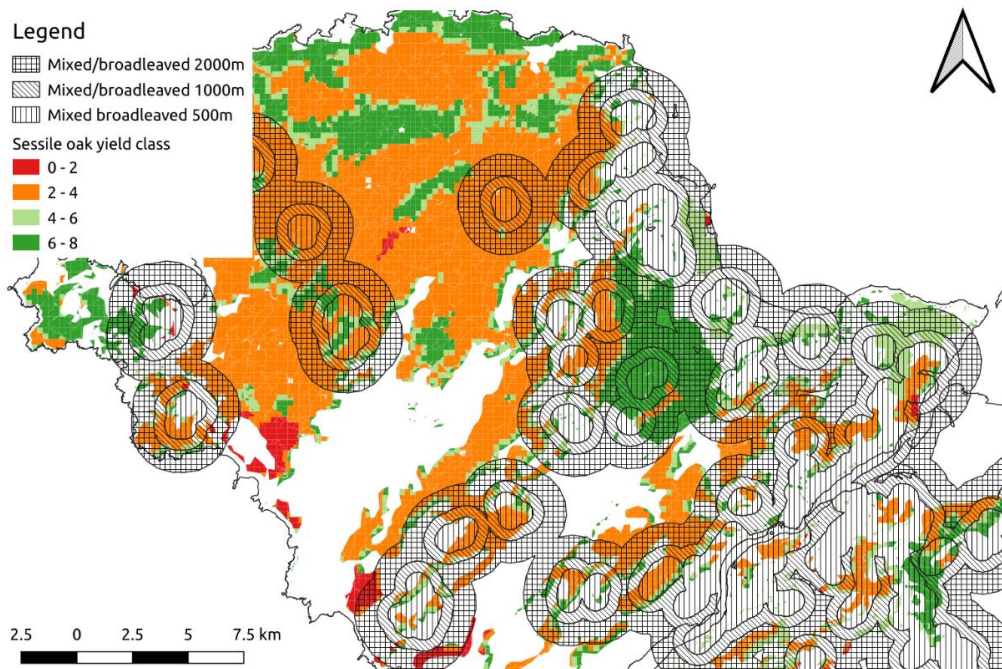 Legend
Mixed/broadleaved 2000m
Mixed/broadleaved 1000m
Mixed broadleaved 500m
Sessile oak yield class
0 - 2
2 - 4
4 - 6
6 - 8
2.5 0 2.5 5 7.5 km